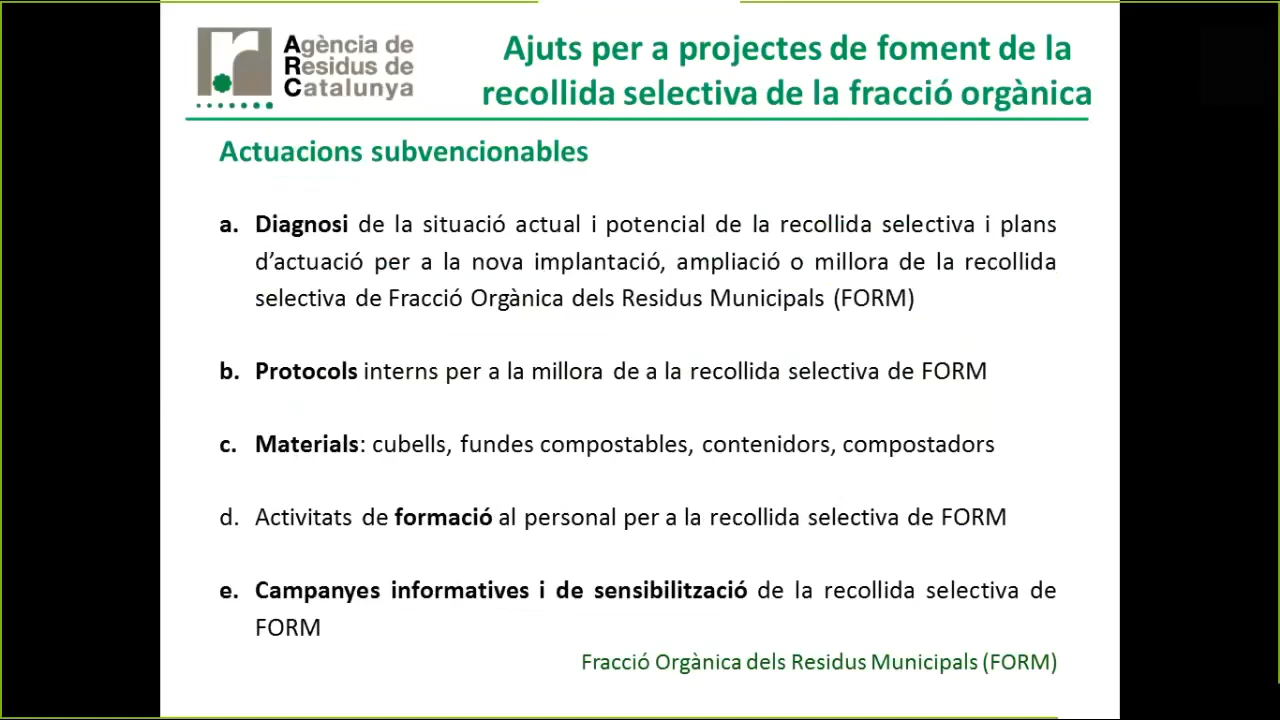 Agència de
Residus de
Catalunya
Ajuts per a projectes de foment de la
recollida selectiva de la fracció orgànica
Actuacions subvencionables
a. Diagnosi de la situació actual i potencial de la recollida selectiva i plans
d’actuació per a la nova implantació, ampliació o millora de la recollida
selectiva de Fracció Orgànica dels Residus Municipals (FORM)
b. Protocols interns per a la millora de a la recollida selectiva de FORM
c. Materials: cubells, fundes compostables, contenidors, compostadors
d. Activitats de formació al personal per a la recollida selectiva de FORM
e. Campanyes informatives i de sensibilització de la recollida selectiva de
FORM
Fracció Orgànica dels Residus Municipals (FORM)